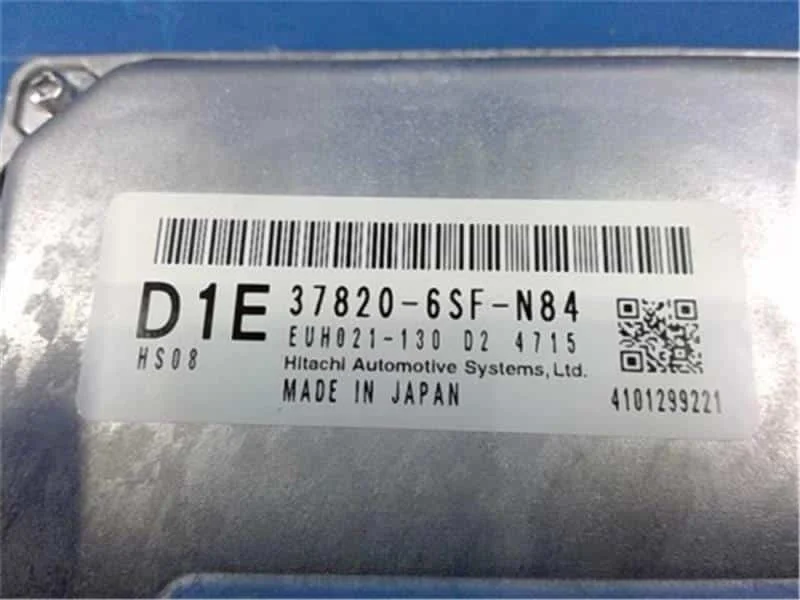 D1E 37820-6SF-N84
HS08 EUH021-130 D2 4715
Hitachi Automotive Systems, Ltd.
MADE IN JAPAN
4101299221